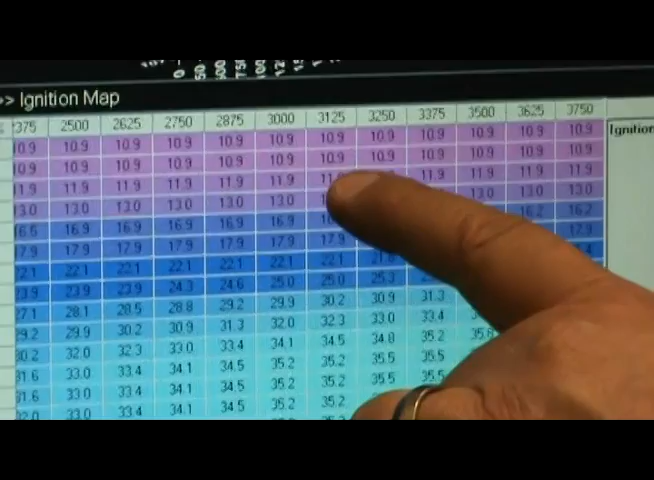 >> Ignition Map
2375 2500 2625 2750 2875 3000 3125 3250 3375 3500 3625 3750
10.9 10.9 10.9 10.9 10.9 10.9 10.9 10.9 10.9 10.9 10.9 10.9 Ignition
10.9 10.9 10.9 10.9 10.9 10.9 10.9 10.9 10.9 10.9 10.9 10.9
11.9 11.9 11.9 11.9 11.9 11.9 11.9 11.9 11.9 11.9
13.0 13.0 13.0 13.0 13.0 13.0 13.0 13.0 13.0
16.5 16.9 16.9 16.9 16.9 16.9 16.2 16.2
17.9 17.9 17.9 17.9 17.9 17.9 17.9 17.9
22.1 22.1 22.1 22.1 22.1 22.1 22.1 21.8
23.9 23.9 23.9 24.3 24.6 25.0 25.0 25.3
27.1 28.1 28.5 28.8 29.2 29.9 30.2 30.9 31.3
29.2 29.9 30.2 30.9 31.3 32.0 32.3 33.0 33.4
30.2 32.0 32.3 33.0 33.4 34.1 34.5 34.8 35.2 35.8
31.6 33.0 33.4 34.1 34.5 35.2 35.2 35.5 35.5
31.6 33.0 33.4 34.1 34.5 35.2 35.2 35.5 35.5
32.0 33.0 33.4 34.1 34.5 35.2 35.2